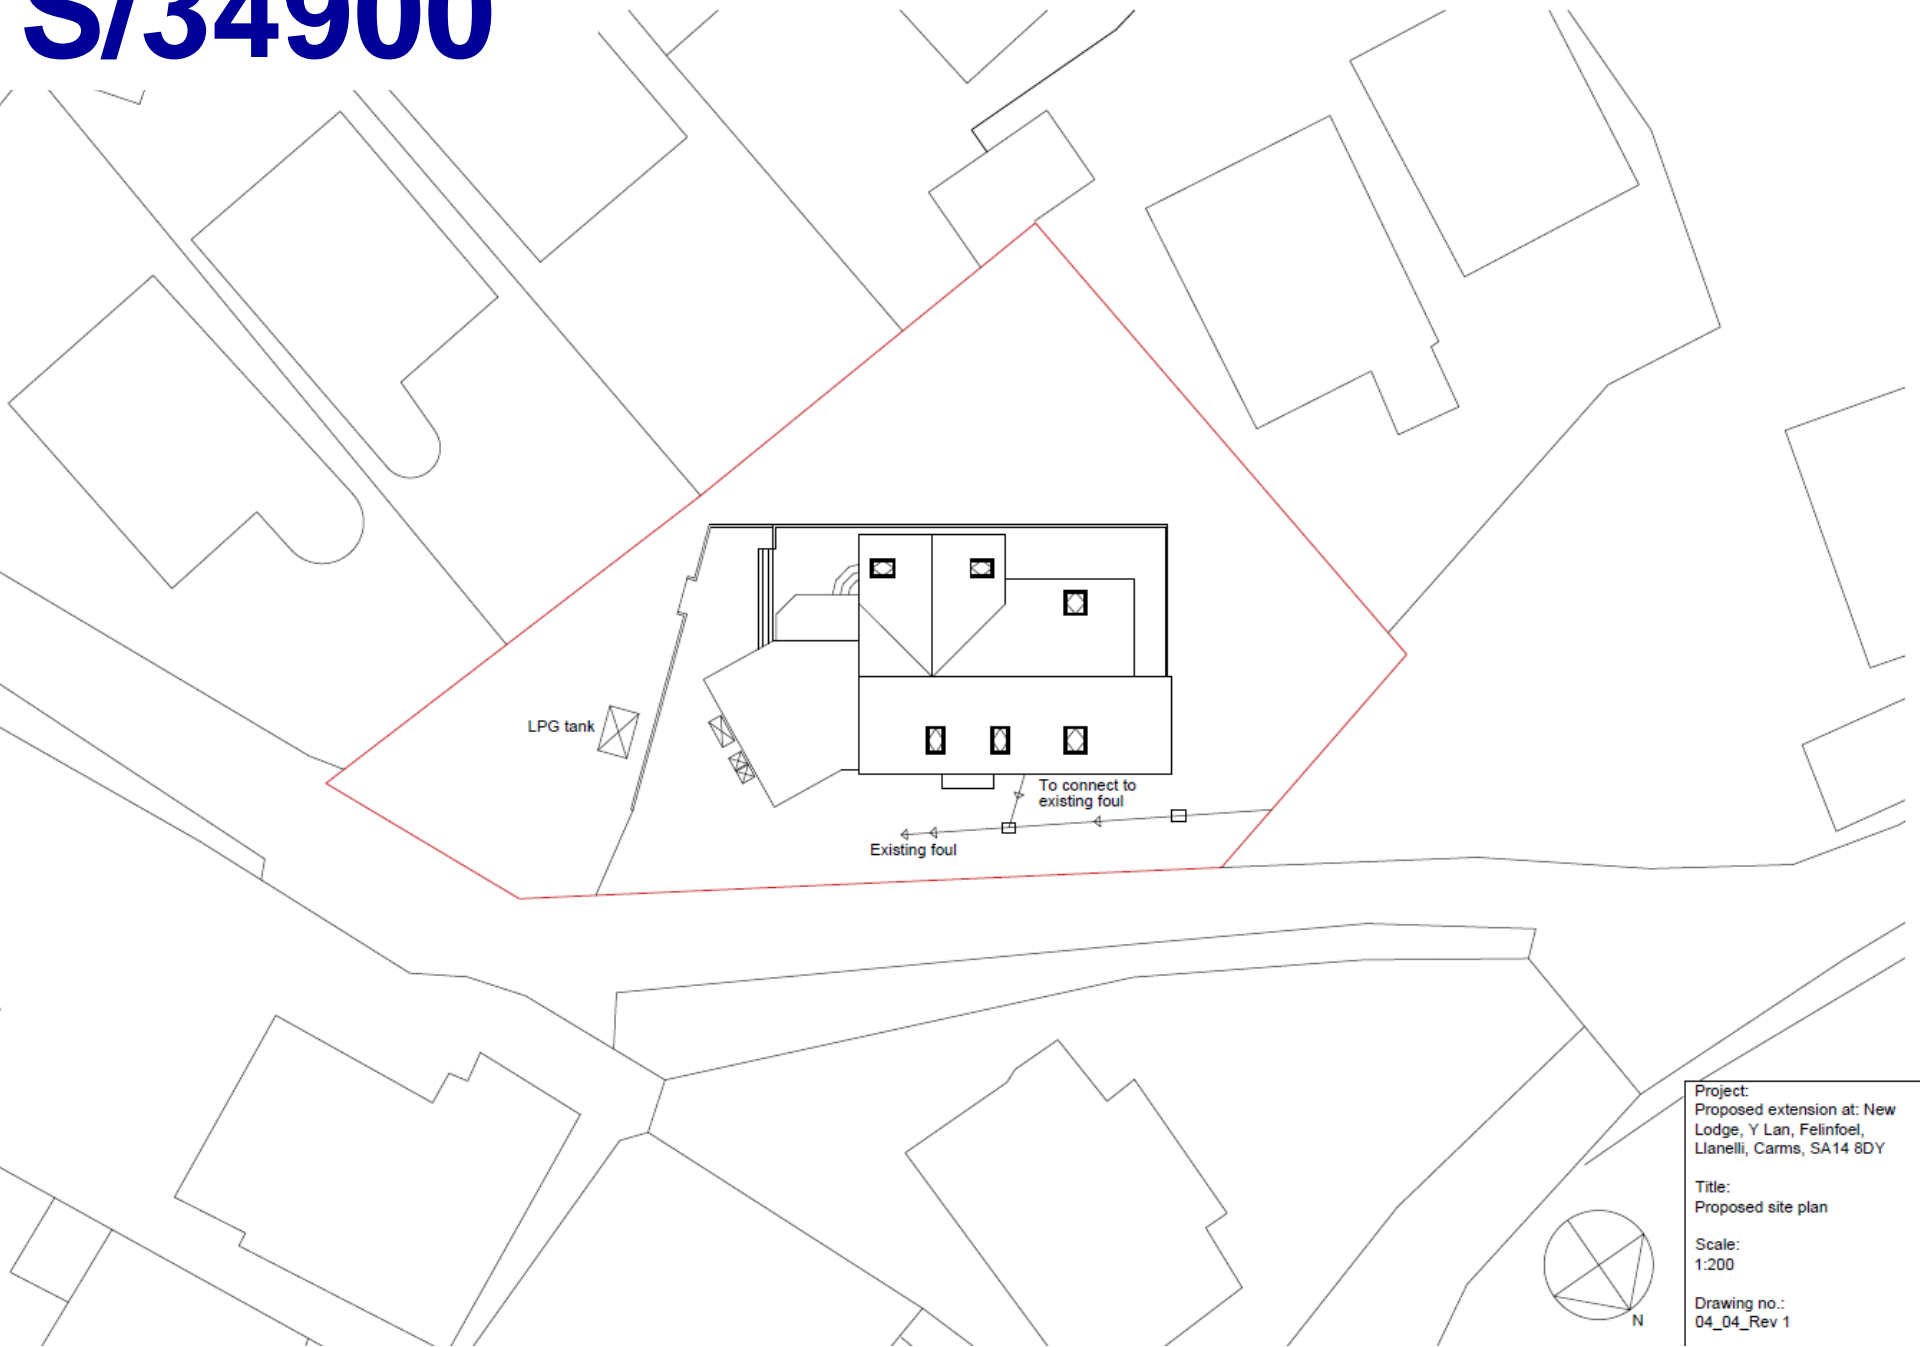 S/34900
LPG tank
To connect to
existing foul
Existing foul
Project:
Proposed extension at: New
Lodge, Y Lan, Felinfoel,
Llanelli, Carms, SA14 8DY
Title:
Proposed site plan
Scale:
1:200
Drawing no.:
04_04_Rev 1
N